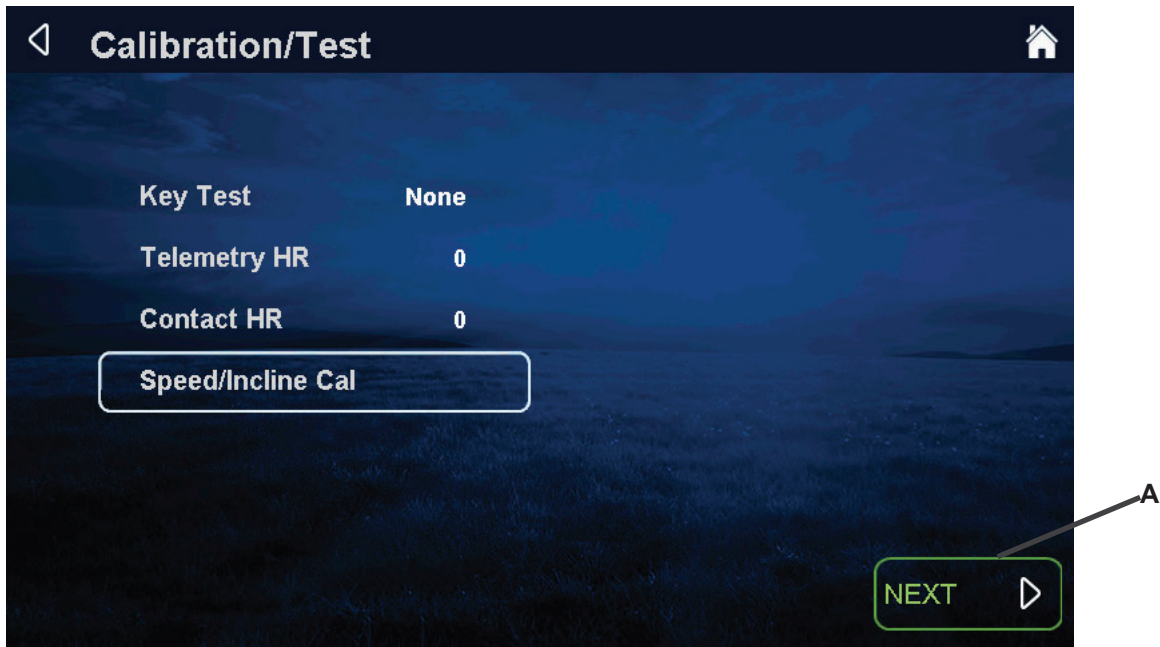 Calibration/Test
Key Test None
Telemetry HR 0
Contact HR 0
Speed/Incline Cal
A
NEXT